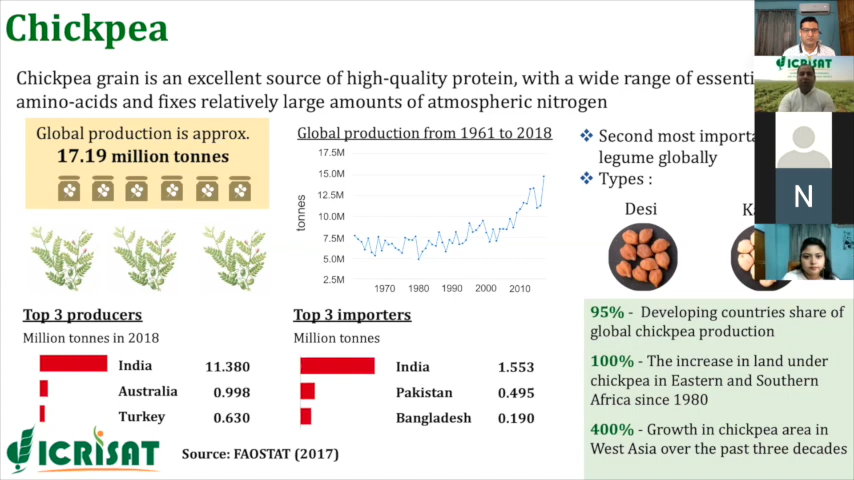 Chickpea
Chickpea grain is an excellent source of high-quality protein, with a wide range of essenti
amino-acids and fixes relatively large amounts of atmospheric nitrogen
Global production is approx.
17.19 million tonnes
Global production from 1961 to 2018
17.5M
15.0M
12.5M
10.0M
7.5M
5.0M
2.5M
tonnes
1970 1980 1990 2000 2010
Second most importa
legume globally
Types :
Desi
K
ICRISAT
N
Top 3 producers
Million tonnes in 2018
India 11.380
Australia 0.998
Turkey 0.630
Top 3 importers
Million tonnes
India 1.553
Pakistan 0.495
Bangladesh 0.190
95% - Developing countries share of
global chickpea production
100% - The increase in land under
chickpea in Eastern and Southern
Africa since 1980
400% - Growth in chickpea area in
West Asia over the past three decades
ICRISAT
Source: FAOSTAT (2017)